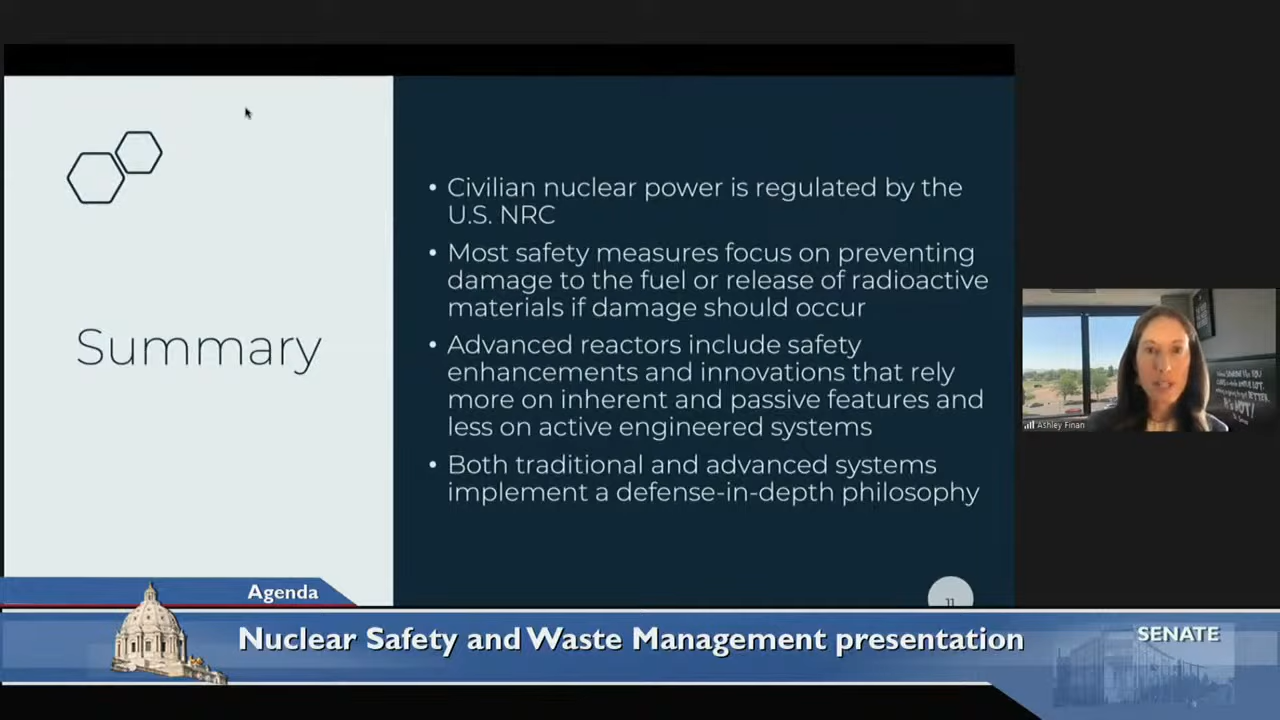 Summary
• Civilian nuclear power is regulated by the
U.S. NRC
• Most safety measures focus on preventing
damage to the fuel or release of radioactive
materials if damage should occur
• Advanced reactors include safety
enhancements and innovations that rely
more on inherent and passive features and
less on active engineered systems
• Both traditional and advanced systems
implement a defense-in-depth philosophy
11
Ashley Finan
Agenda
Nuclear Safety and Waste Management presentation
SENATE